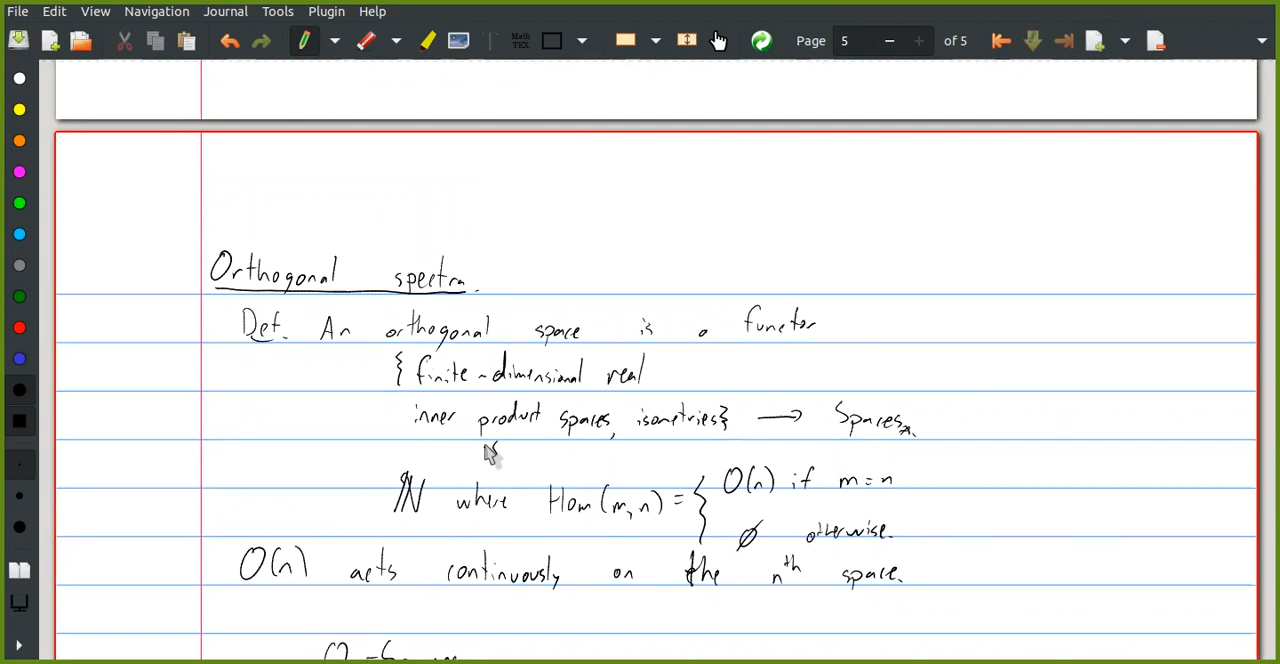 File Edit View Navigation Journal Tools Plugin Help
T Math TEX Page 5 of 5
Orthogonal spectra.
Def. An orthogonal space is a functor
{ finite-dimensional real
inner product spaces, isometries} → Spaces*.
ℕ where Hom(m,n) = { O(n) if m=n
∅ otherwise.
O(n) acts continuously on the nth space.